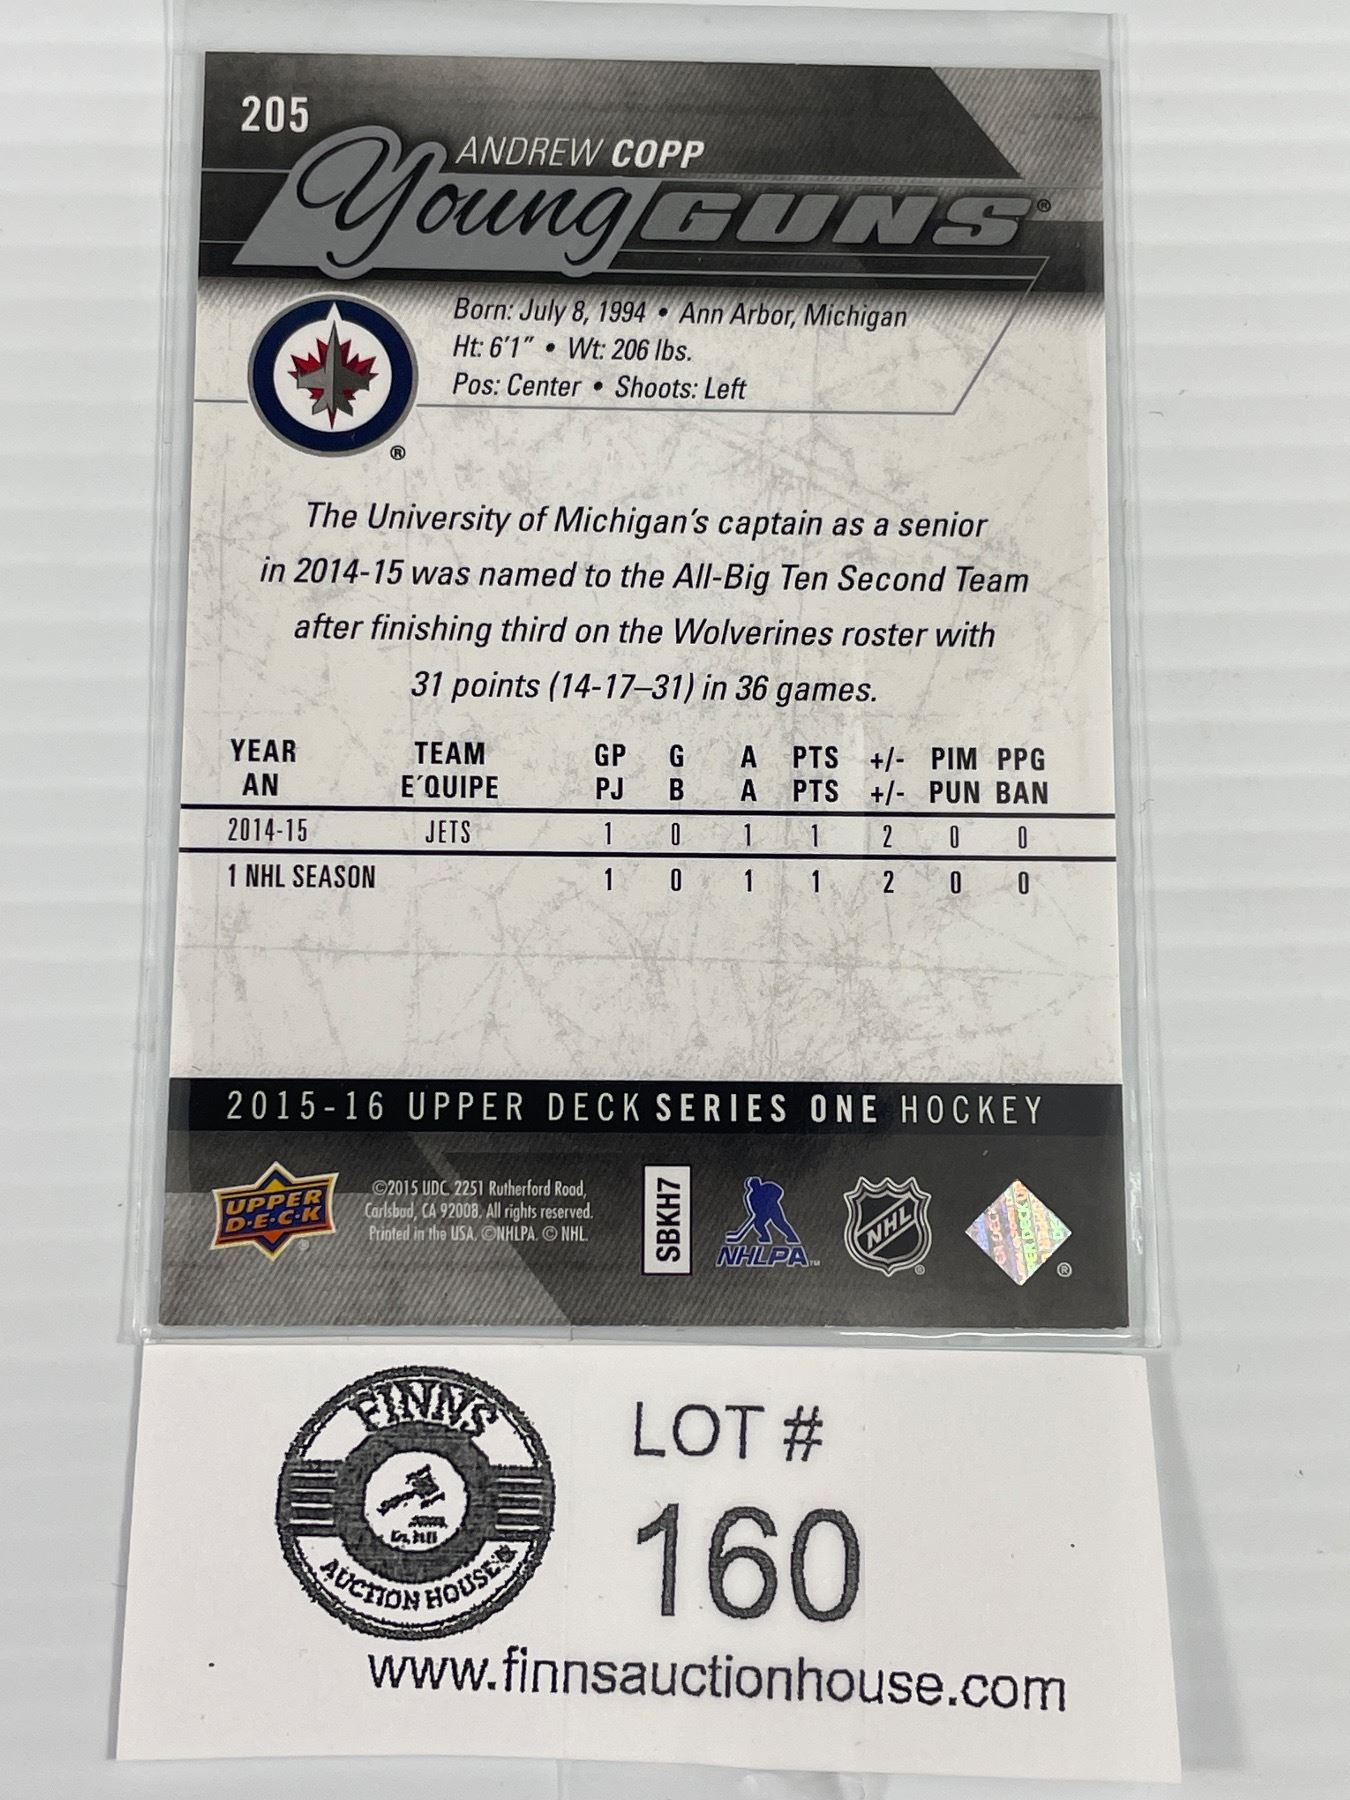 205
ANDREW COPP
Young GUNS®
Born: July 8, 1994 • Ann Arbor, Michigan
Ht: 6'1" • Wt: 206 lbs.
Pos: Center • Shoots: Left
®
The University of Michigan's captain as a senior
in 2014-15 was named to the All-Big Ten Second Team
after finishing third on the Wolverines roster with
31 points (14-17–31) in 36 games.
YEAR TEAM GP G A PTS +/- PIM PPG
AN E´QUIPE PJ B A PTS +/- PUN BAN
2014-15 JETS 1 0 1 1 2 0 0
1 NHL SEASON 1 0 1 1 2 0 0
2015-16 UPPER DECK SERIES ONE HOCKEY
UPPER
D·E·C·K
®
©2015 UDC. 2251 Rutherford Road,
Carlsbad, CA 92008. All rights reserved.
Printed in the USA. ©NHLPA. © NHL.
SBKH7
NHLPA™
NHL
®
®
FINNS
AUCTION HOUSE
LOT #
160
www.finnsauctionhouse.com